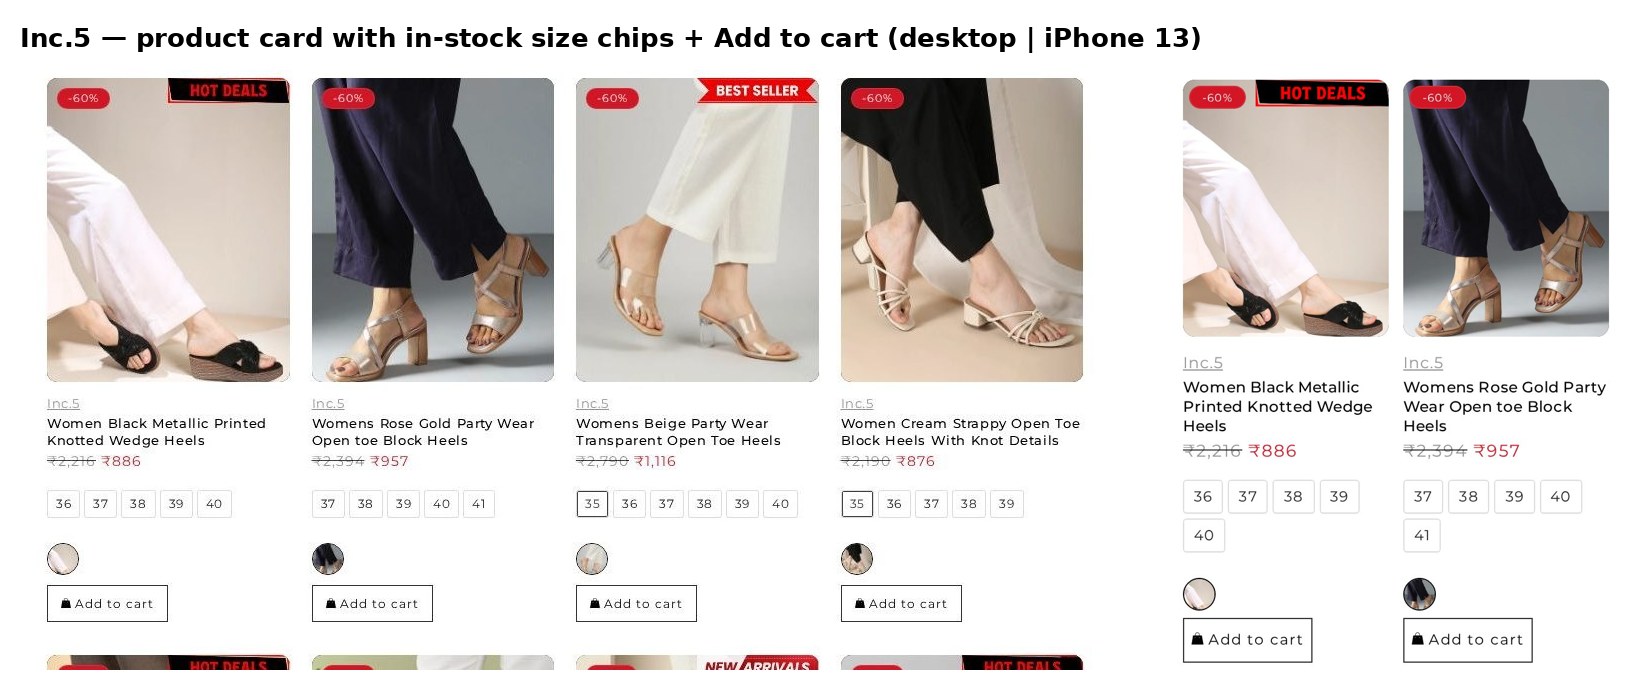 Inc.5 — product card with in-stock size chips + Add to cart (desktop | iPhone 13)
-60% HOT DEALS
Inc.5
Women Black Metallic Printed
Knotted Wedge Heels
₹2,216 ₹886
36 37 38 39 40
Add to cart
-60%
Inc.5
Womens Rose Gold Party Wear
Open toe Block Heels
₹2,394 ₹957
37 38 39 40 41
Add to cart
-60% BEST SELLER
Inc.5
Womens Beige Party Wear
Transparent Open Toe Heels
₹2,790 ₹1,116
35 36 37 38 39 40
Add to cart
-60%
Inc.5
Women Cream Strappy Open Toe
Block Heels With Knot Details
₹2,190 ₹876
35 36 37 38 39
Add to cart
HOT DEALS
NEW ARRIVALS
HOT DEALS
-60% HOT DEALS
Inc.5
Women Black Metallic
Printed Knotted Wedge
Heels
₹2,216 ₹886
36 37 38 39
40
Add to cart
-60%
Inc.5
Womens Rose Gold Party
Wear Open toe Block
Heels
₹2,394 ₹957
37 38 39 40
41
Add to cart